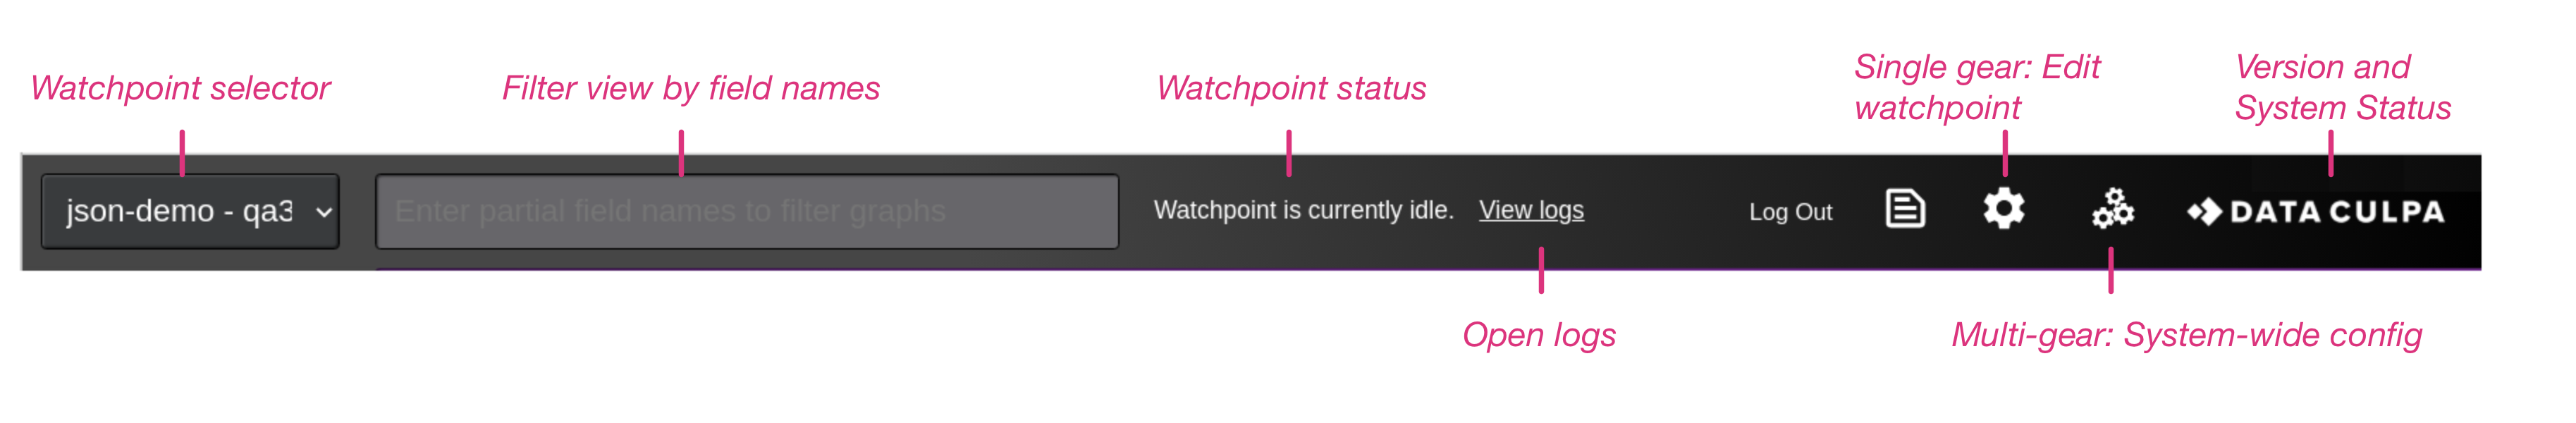 Watchpoint selector
Filter view by field names
Watchpoint status
Single gear: Edit
watchpoint
Version and
System Status
json-demo - qa3
Enter partial field names to filter graphs
Watchpoint is currently idle. View logs
Log Out
DATA CULPA
Open logs
Multi-gear: System-wide config